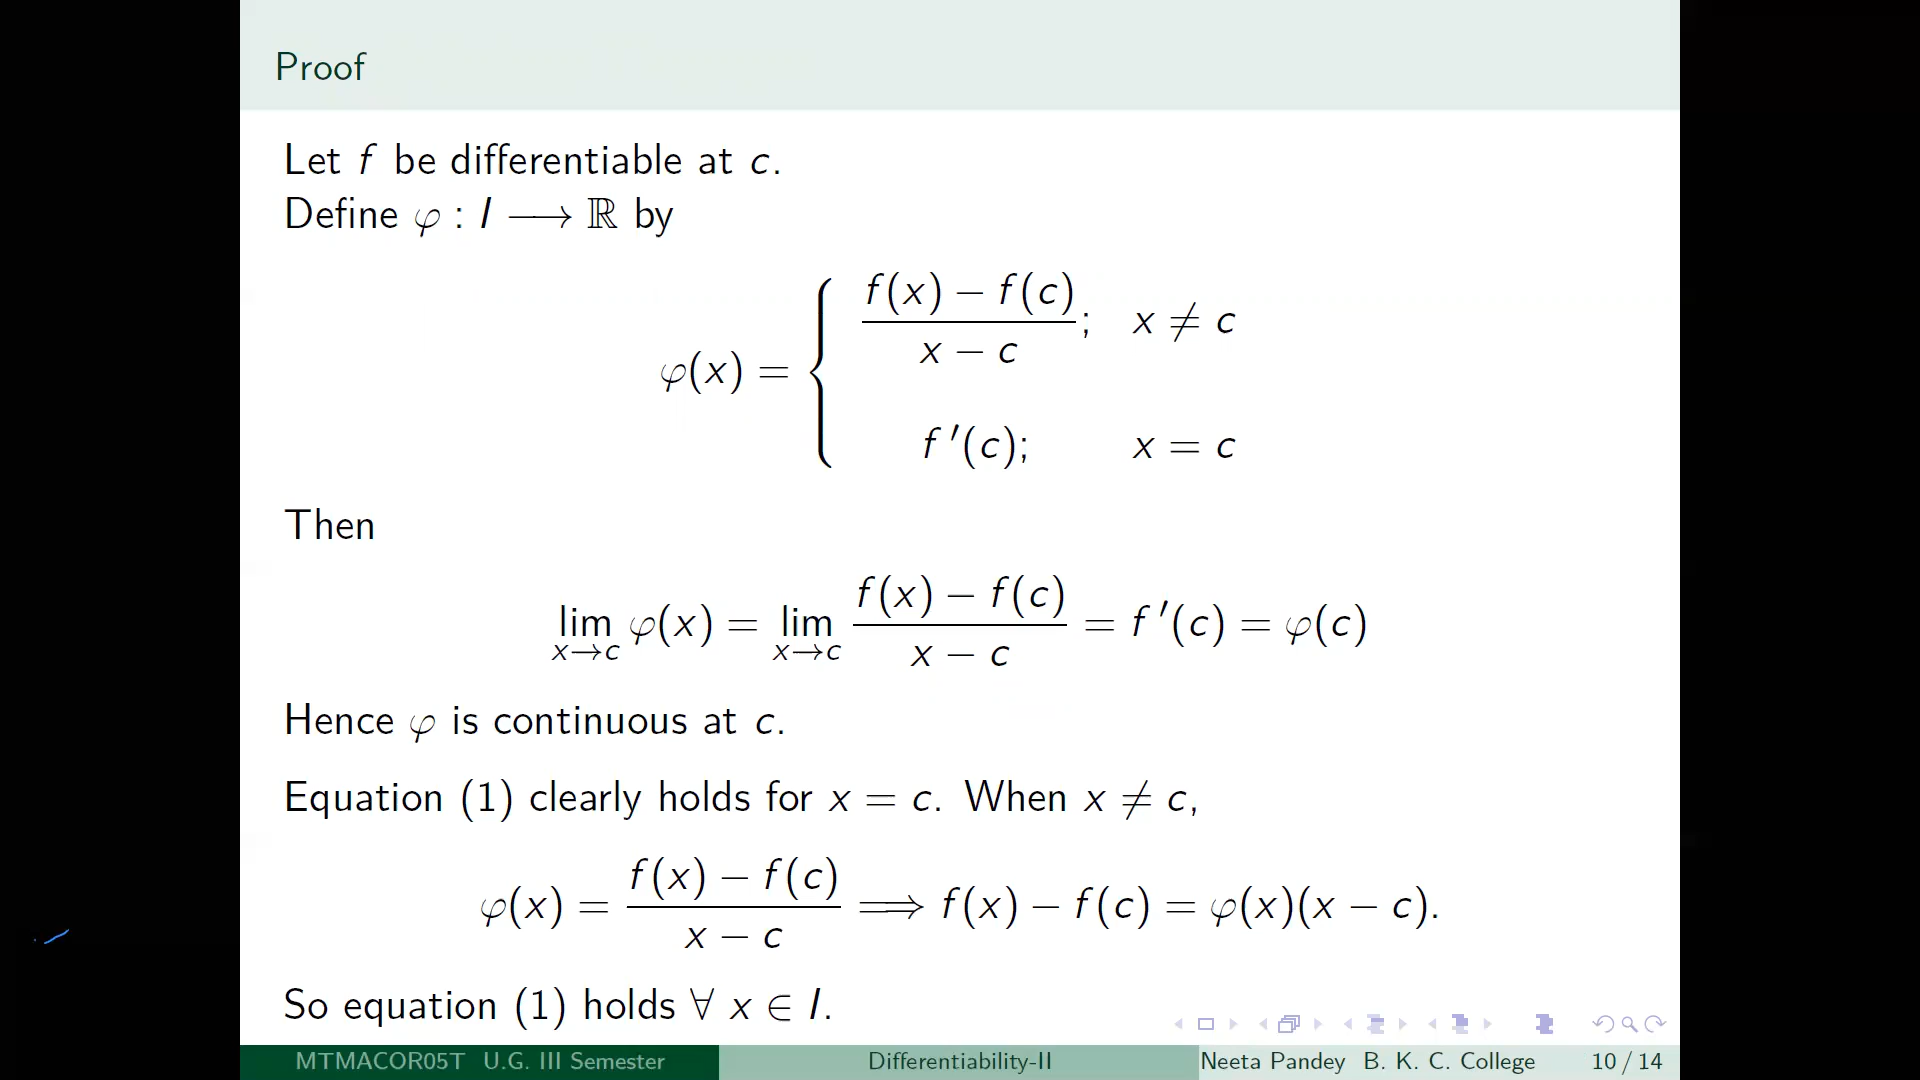 Proof
Let f be differentiable at c.
Define φ : I ⟶ ℝ by
φ(x) = { (f(x) − f(c))/(x − c); x ≠ c
f ′(c); x = c
Then
lim_{x→c} φ(x) = lim_{x→c} (f(x) − f(c))/(x − c) = f ′(c) = φ(c)
Hence φ is continuous at c.
Equation (1) clearly holds for x = c. When x ≠ c,
φ(x) = (f(x) − f(c))/(x − c) ⟹ f(x) − f(c) = φ(x)(x − c).
So equation (1) holds ∀ x ∈ I.
MTMACOR05T U.G. III Semester Differentiability-II Neeta Pandey B. K. C. College 10 / 14